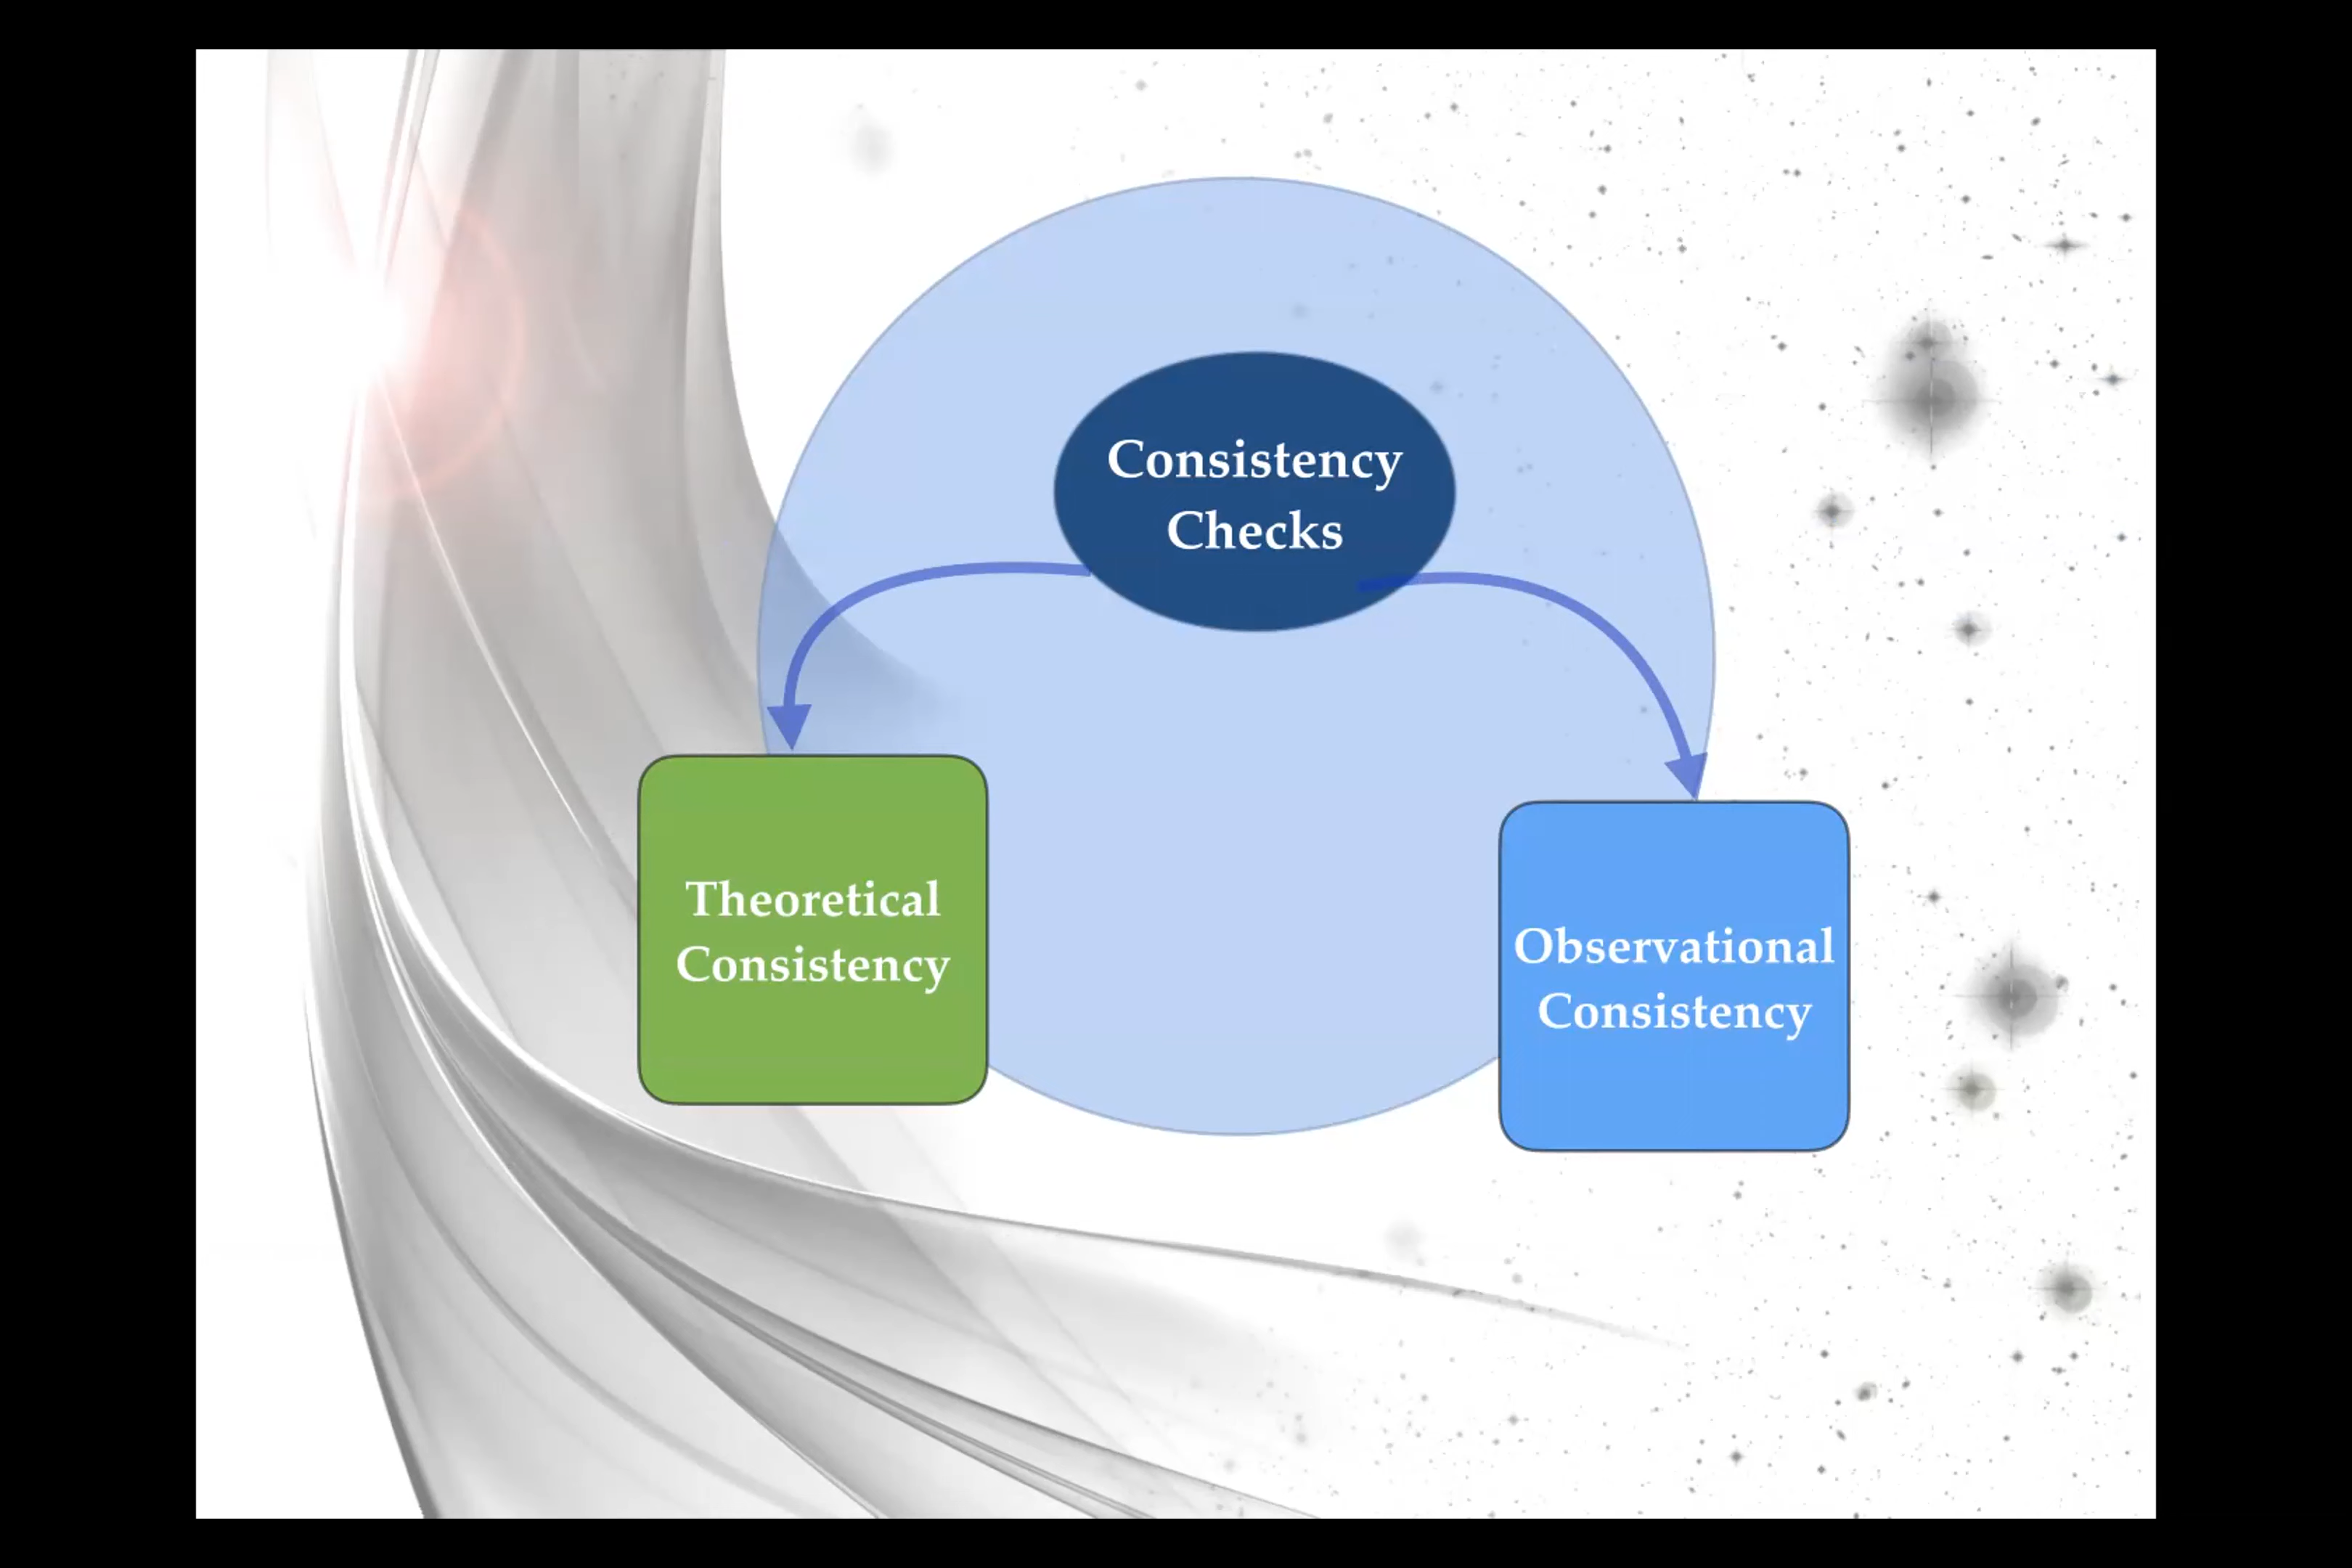 Consistency
Checks
Theoretical
Consistency
Observational
Consistency